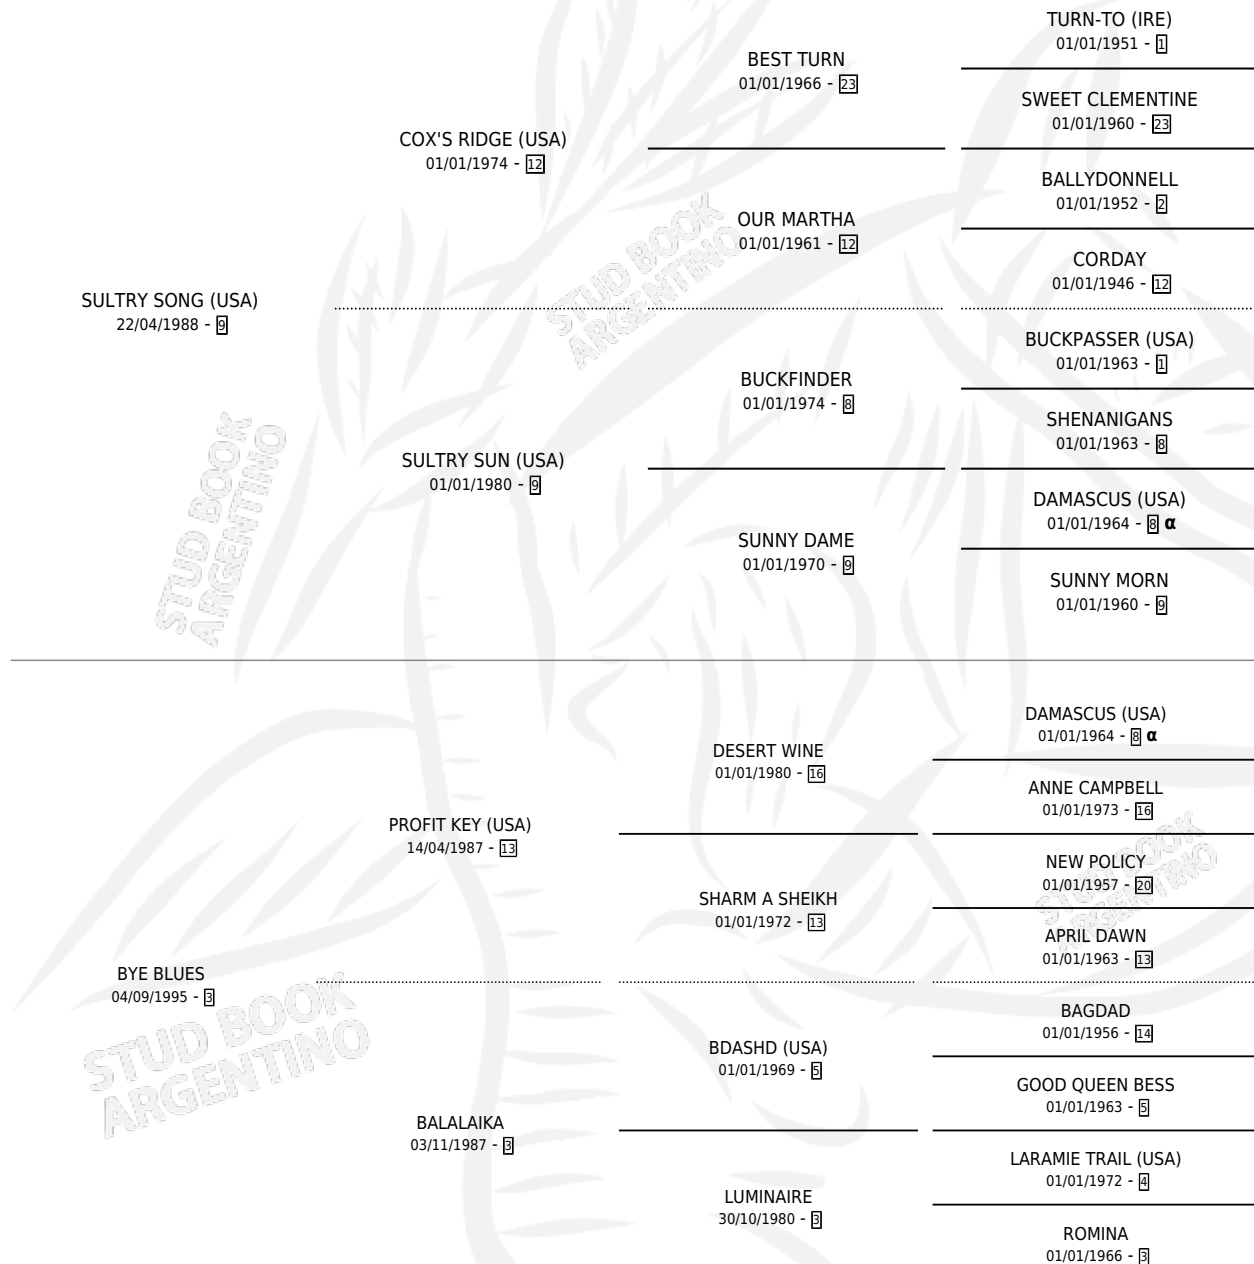 TURN-TO (IRE)
01/01/1951 - 1
BEST TURN
01/01/1966 - 23
SWEET CLEMENTINE
01/01/1960 - 23
COX'S RIDGE (USA)
01/01/1974 - 12
BALLYDONNELL
01/01/1952 - 2
OUR MARTHA
01/01/1961 - 12
CORDAY
01/01/1946 - 12
SULTRY SONG (USA)
22/04/1988 - 9
BUCKPASSER (USA)
01/01/1963 - 1
BUCKFINDER
01/01/1974 - 8
SHENANIGANS
01/01/1963 - 8
SULTRY SUN (USA)
01/01/1980 - 9
DAMASCUS (USA)
01/01/1964 - 8 α
SUNNY DAME
01/01/1970 - 9
SUNNY MORN
01/01/1960 - 9
DAMASCUS (USA)
01/01/1964 - 8 α
DESERT WINE
01/01/1980 - 16
ANNE CAMPBELL
01/01/1973 - 16
PROFIT KEY (USA)
14/04/1987 - 13
NEW POLICY
01/01/1957 - 20
SHARM A SHEIKH
01/01/1972 - 13
APRIL DAWN
01/01/1963 - 13
BYE BLUES
04/09/1995 - 3
BAGDAD
01/01/1956 - 14
BDASHD (USA)
01/01/1969 - 5
GOOD QUEEN BESS
01/01/1963 - 5
BALALAIKA
03/11/1987 - 3
LARAMIE TRAIL (USA)
01/01/1972 - 4
LUMINAIRE
30/10/1980 - 3
ROMINA
01/01/1966 - 3
STUD BOOK
ARGENTINO
STUD BOOK
ARGENTINO
STUD BOOK
ARGENTINO
STUD BOOK
ARGENTINO